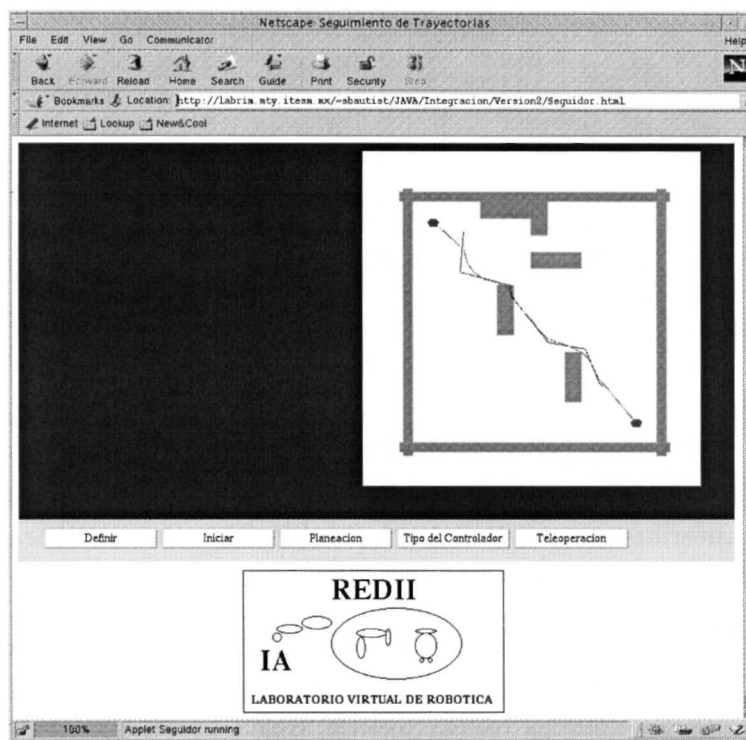 Netscape: Seguimiento de Trayectorias
File Edit View Go Communicator Help
Back Forward Reload Home Search Guide Print Security Stop
Bookmarks Location: http://labrim.mty.itesm.mx/~sbautist/JAVA/Integracion/Version2/Seguidor.html
Internet Lookup New&Cool
N
Definir Iniciar Planeacion Tipo del Controlador Teleoperacion
REDII
IA
LABORATORIO VIRTUAL DE ROBOTICA
100% Applet Seguidor running